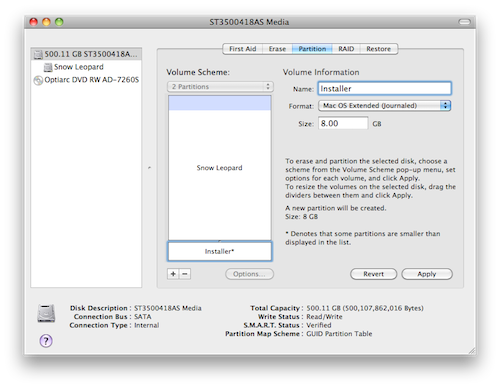 ST3500418AS Media
500.11 GB ST3500418A...
Snow Leopard
Optiarc DVD RW AD-7260S
First Aid Erase Partition RAID Restore
Volume Scheme:
2 Partitions
Snow Leopard
Installer*
+ − Options...
Volume Information
Name: Installer
Format: Mac OS Extended (Journaled)
Size: 8.00 GB
To erase and partition the selected disk, choose a
scheme from the Volume Scheme pop-up menu, set
options for each volume, and click Apply.
To resize the volumes on the selected disk, drag the
dividers between them and click Apply.
A new partition will be created.
Size: 8 GB
* Denotes that some partitions are smaller than
displayed in the list.
Revert Apply
Disk Description : ST3500418AS Media
Connection Bus : SATA
Connection Type : Internal
Total Capacity : 500.11 GB (500,107,862,016 Bytes)
Write Status : Read/Write
S.M.A.R.T. Status : Verified
Partition Map Scheme : GUID Partition Table
?